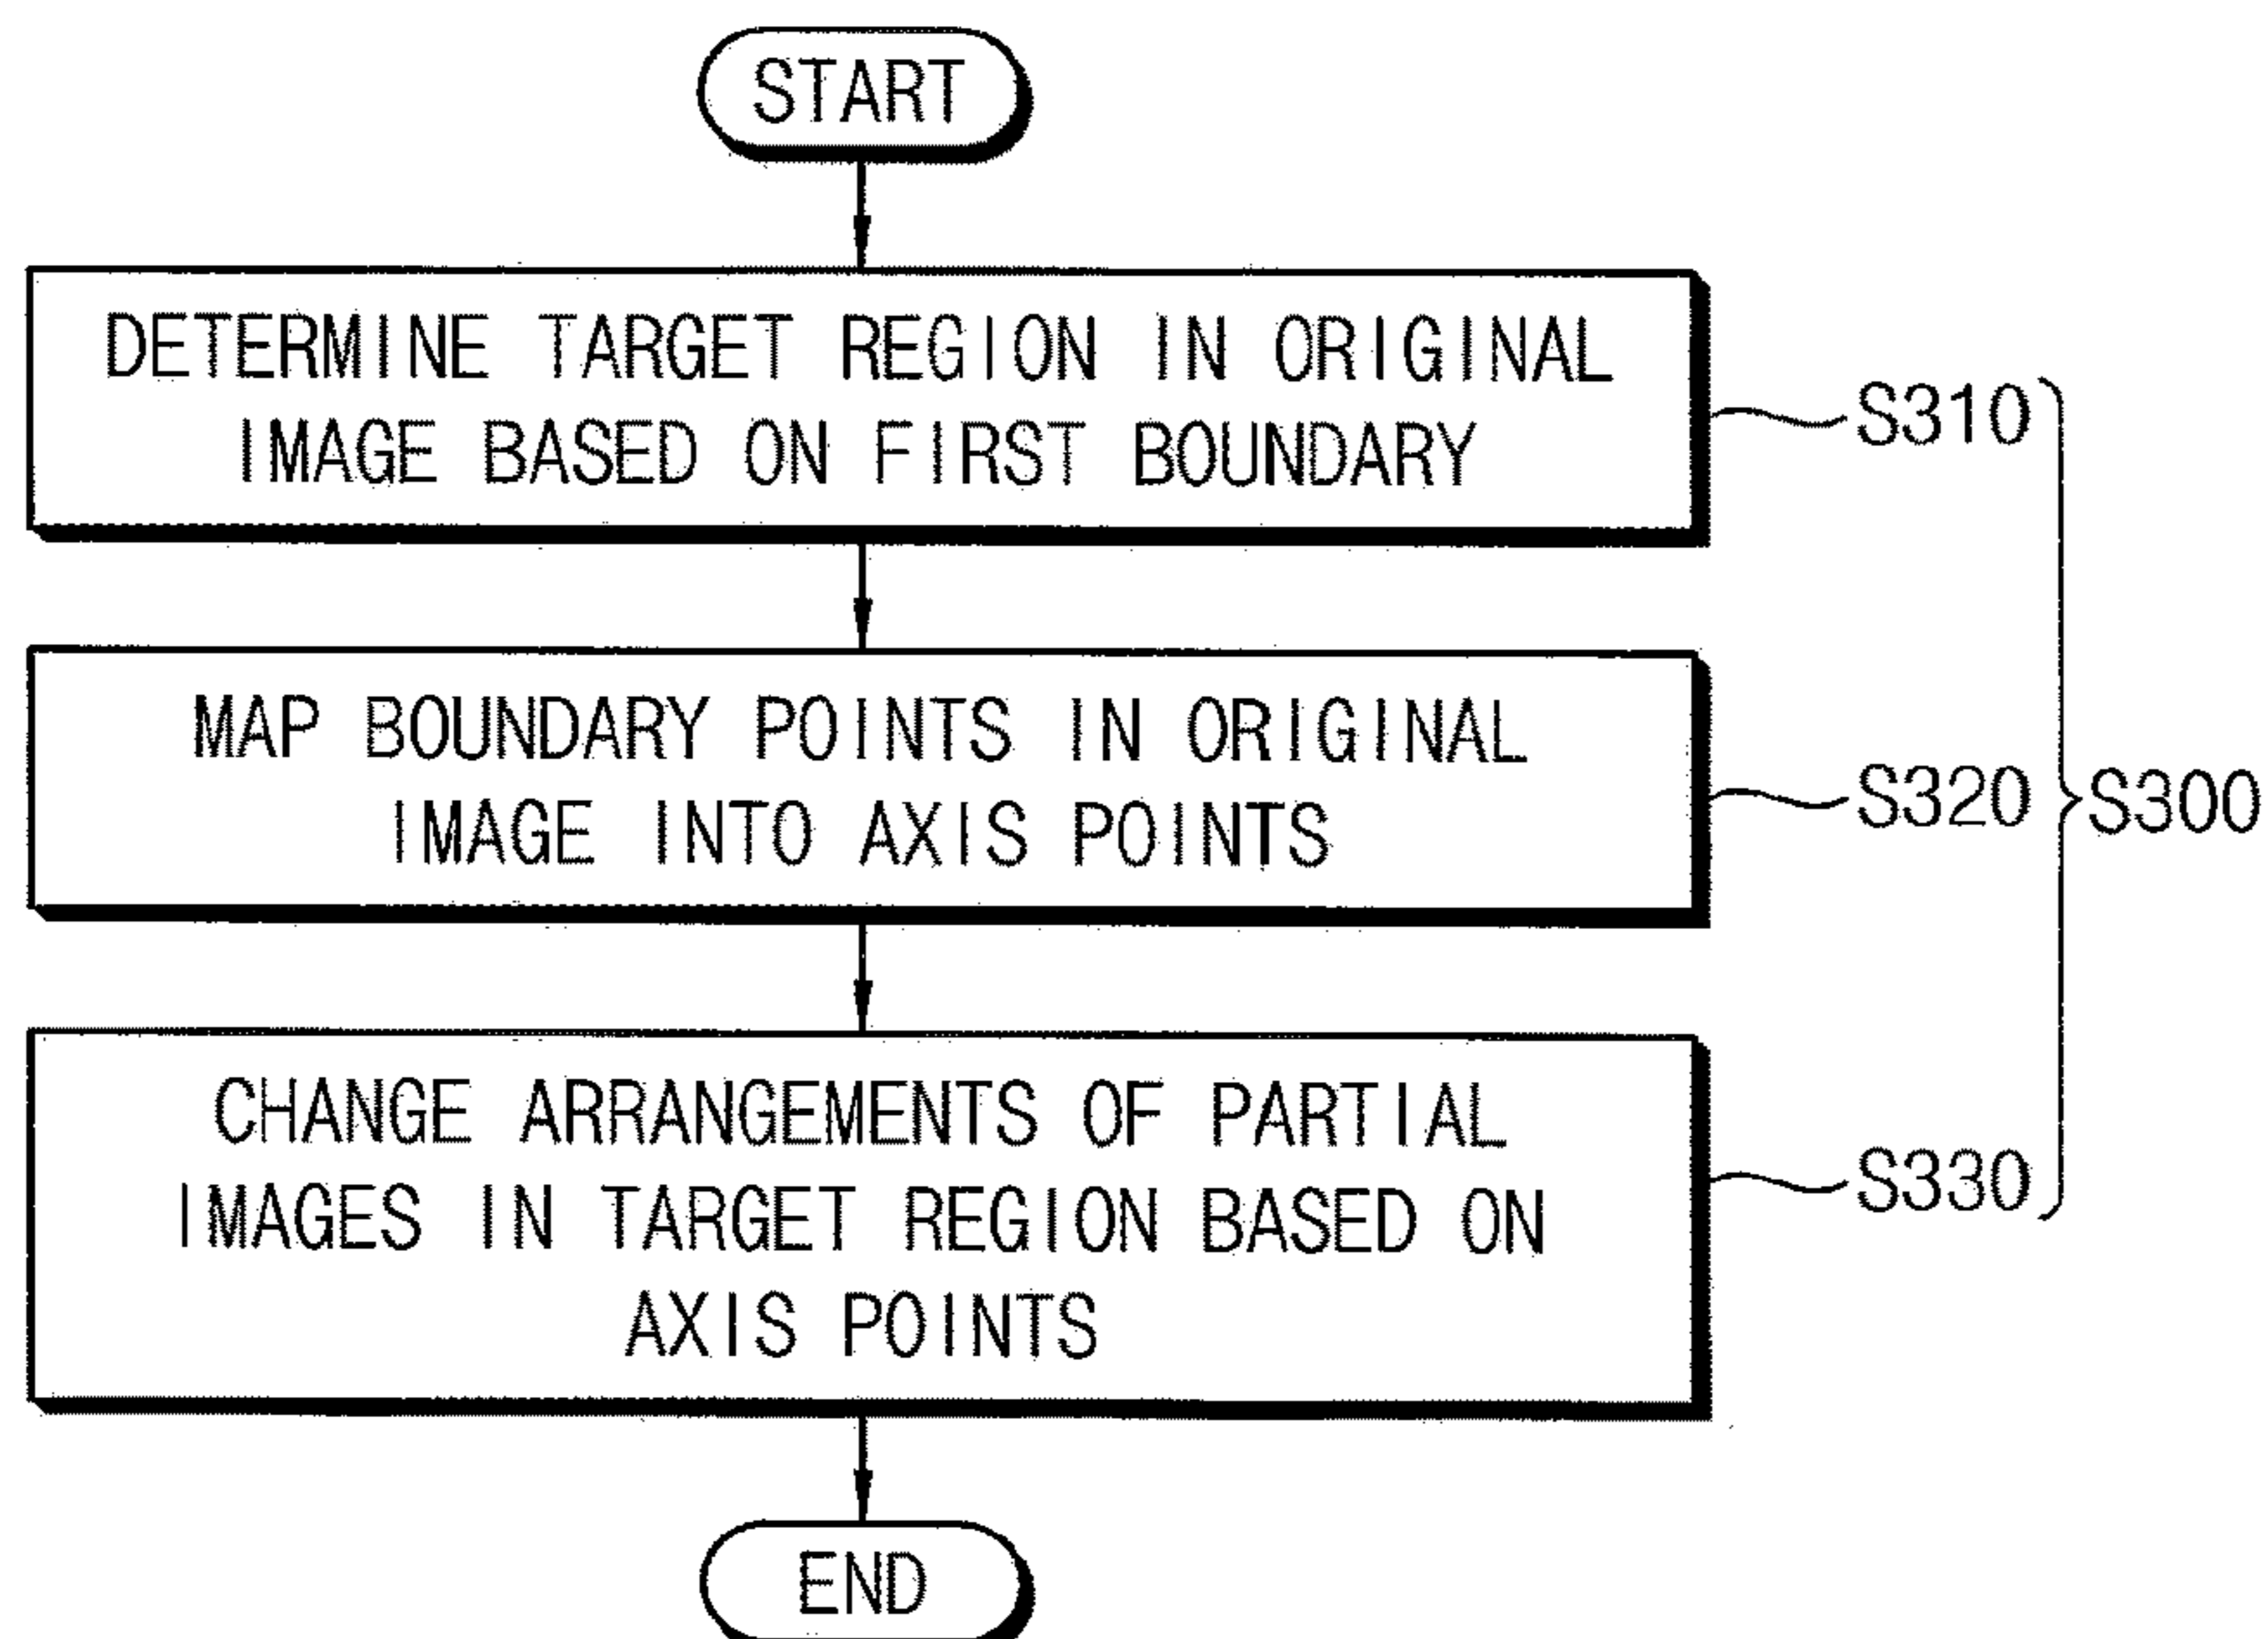 START
DETERMINE TARGET REGION IN ORIGINAL
IMAGE BASED ON FIRST BOUNDARY
S310
MAP BOUNDARY POINTS IN ORIGINAL
IMAGE INTO AXIS POINTS
S320
S300
CHANGE ARRANGEMENTS OF PARTIAL
IMAGES IN TARGET REGION BASED ON
AXIS POINTS
S330
END